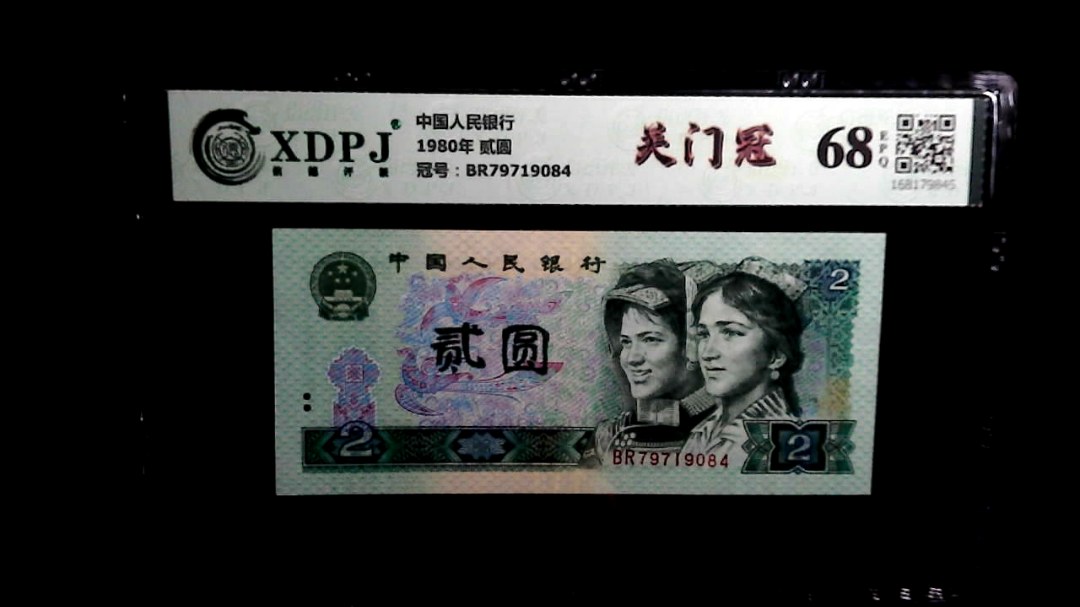 XDPJ
中国人民银行
1980年 贰圆
冠号：BR79719084
关门冠
68
EPQ
168179845
中国人民银行
2
贰圆
2
BR79719084
2